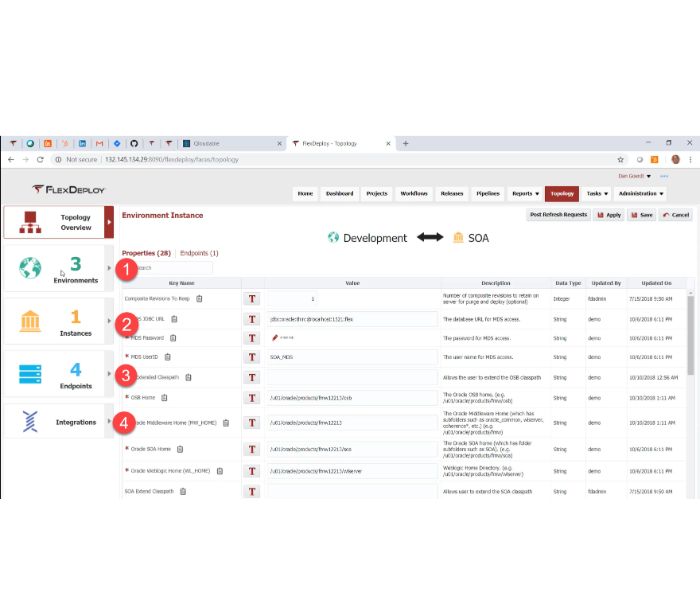 Qloudable
FlexDeploy - Topology
Not secure | 132.145.134.29:8090/flexdeploy/faces/topology
Dan Goerdt
FLEXDEPLOY
Home Dashboard Projects Workflows Releases Pipelines Reports Topology Tasks Administration
Topology Overview
Environment Instance
Post Refresh Requests Apply Save Cancel
Development SOA
3
Environments
1
Instances
4
Endpoints
Integrations
1
2
3
4
Properties (28) Endpoints (1)
Key Name Value Description Data Type Updated By Updated On
Composite Revisions To Keep T 1 Number of composite revisions to retain on server for purge and deploy (optional) Integer fdadmin 7/15/2018 9:50 AM
JDBC URL T jdbc:oracle:thin:@localhost:1521:flex The database URL for MDS access. String demo 10/6/2018 6:11 PM
* MDS Password T The password for MDS access. String demo 10/6/2018 6:11 PM
* MDS UserID T SOA_MDS The user name for MDS access. String demo 10/6/2018 6:11 PM
Extended Classpath T Allows the user to extend the OSB classpath String demo 10/10/2018 12:56 AM
* OSB Home T /u01/oracle/products/fmw12213/osb The Oracle OSB home. (e.g. /u01/oracle/products/fmw/osb) String demo 10/10/2018 1:11 AM
Oracle Middleware Home (MW_HOME) T /u01/oracle/products/fmw12213 The Oracle Middleware Home (which has subfolders such as oracle_common, wlserver, coherence*, etc.) (e.g. /u01/oracle/products/fmw) String demo 10/10/2018 1:11 AM
* Oracle SOA Home T /u01/oracle/products/fmw12213/soa The Oracle SOA home (which has folder subfolders such as SOA), (e.g. /u01/oracle/products/fmw/soa) String demo 10/6/2018 6:11 PM
* Oracle Weblogic Home (WL_HOME) T /u01/oracle/products/fmw12213/wlserver Weblogic Home Directory. (e.g. /u01/oracle/products/fmw/wlserver) String demo 10/6/2018 6:11 PM
SOA Extend Classpath T Allows user to extend the SOA classpath String fdadmin 7/15/2018 9:50 AM